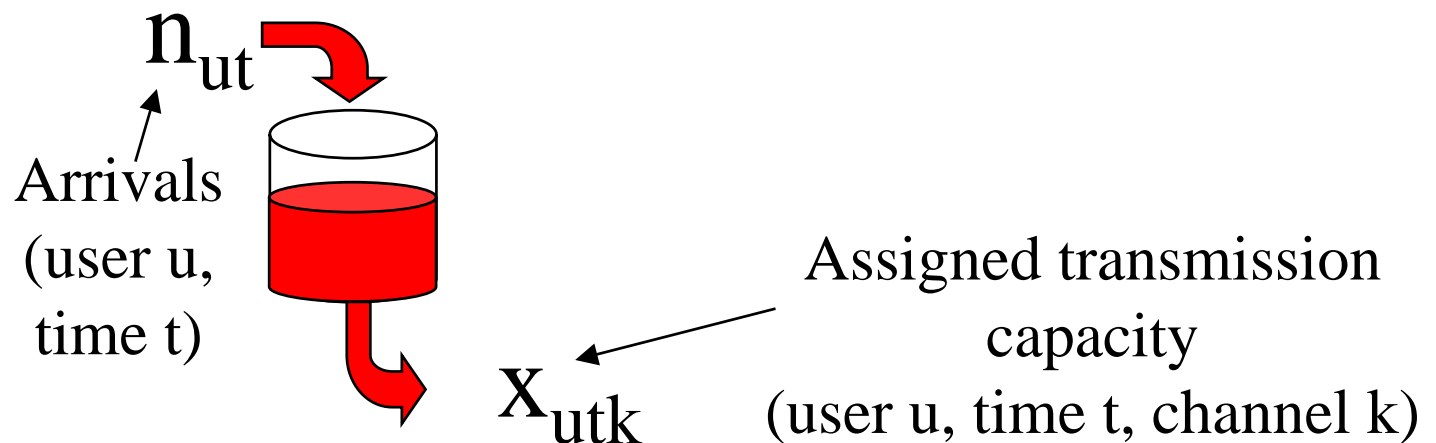 n_ut
Arrivals
(user u,
time t)
Assigned transmission
capacity
(user u, time t, channel k)
x_utk